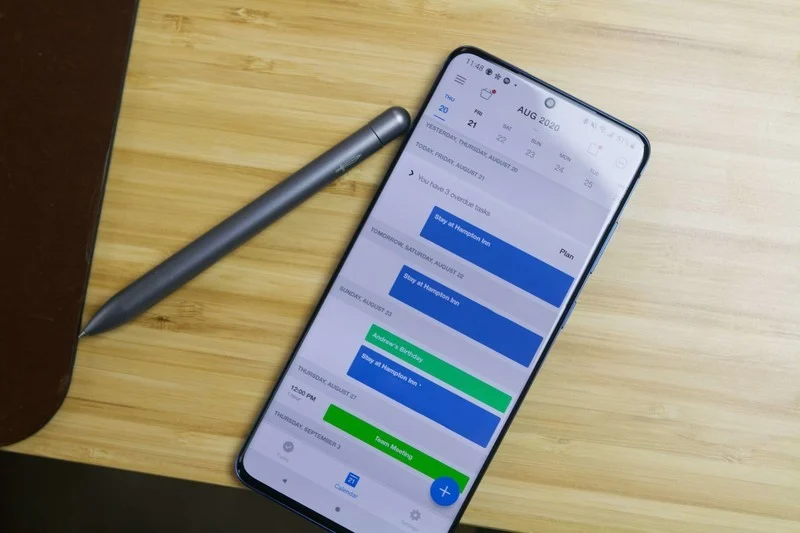 11:48
AUG 2020
THU
FRI
SAT
SUN
MON
TUE
20
21
22
23
24
25
YESTERDAY, THURSDAY, AUGUST 20
TODAY, FRIDAY, AUGUST 21
You have 3 overdue tasks
Plan
Stay at Hampton Inn
TOMORROW, SATURDAY, AUGUST 22
Stay at Hampton Inn
SUNDAY, AUGUST 23
Andrew's Birthday
Stay at Hampton Inn
THURSDAY, AUGUST 27
12:00 PM
1 hour
Team Meeting
THURSDAY, SEPTEMBER 3
Tasks
21
Calendar
Settings